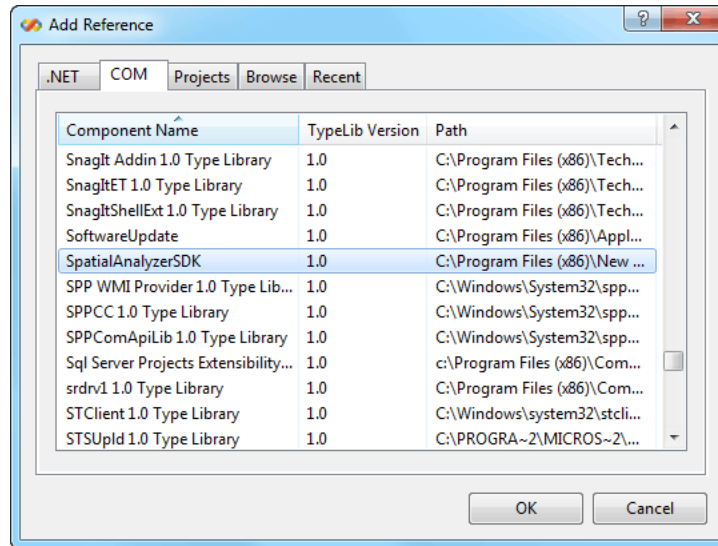 Add Reference
.NET COM Projects Browse Recent
Component Name TypeLib Version Path
SnagIt Addin 1.0 Type Library 1.0 C:\Program Files (x86)\Tech...
SnagItET 1.0 Type Library 1.0 C:\Program Files (x86)\Tech...
SnagItShellExt 1.0 Type Library 1.0 C:\Program Files (x86)\Tech...
SoftwareUpdate 1.0 C:\Program Files (x86)\Appl...
SpatialAnalyzerSDK 1.0 C:\Program Files (x86)\New ...
SPP WMI Provider 1.0 Type Lib... 1.0 C:\Windows\System32\spp...
SPPCC 1.0 Type Library 1.0 C:\Windows\System32\spp...
SPPComApiLib 1.0 Type Library 1.0 C:\Windows\System32\spp...
Sql Server Projects Extensibility... 1.0 c:\Program Files (x86)\Com...
srdrv1 1.0 Type Library 1.0 C:\Program Files (x86)\Com...
STClient 1.0 Type Library 1.0 C:\Windows\system32\stcli...
STSUpld 1.0 Type Library 1.0 C:\PROGRA~2\MICROS~2\...
OK Cancel